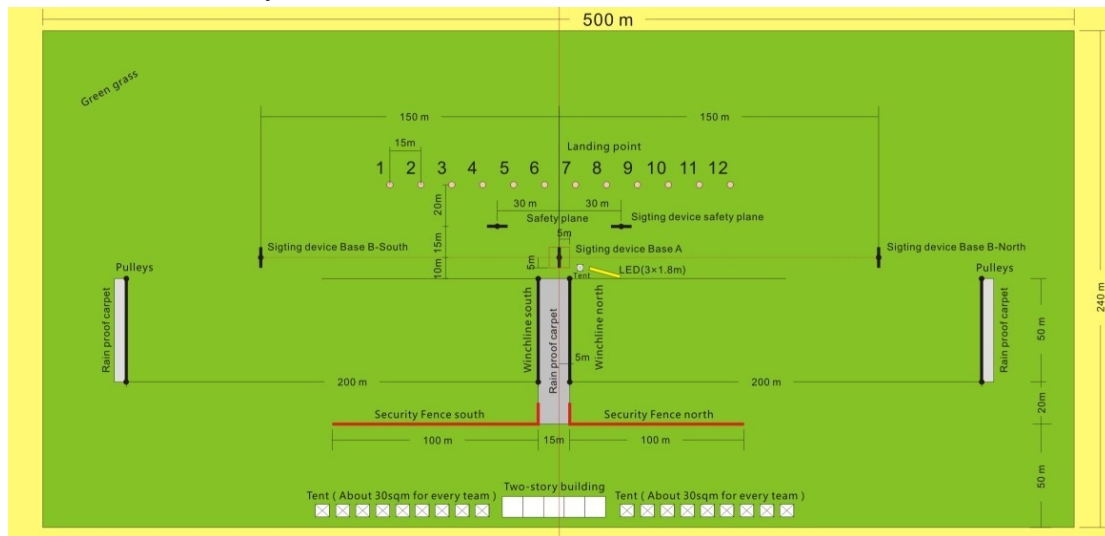 500 m
Green grass
150 m
150 m
15m
Landing point
1 2 3 4 5 6 7 8 9 10 11 12
20m
30 m
30 m
Safety plane
Sigting device safety plane
15m
5m
Sigting device Base B-South
Sigting device Base A
Sigting device Base B-North
10m
5m
Tent
LED(3×1.8m)
Pulleys
Pulleys
240 m
Rain proof carpet
Winchline south
Rain proof carpet
Winchline north
Rain proof carpet
50 m
5m
200 m
200 m
20m
Security Fence south
Security Fence north
100 m
15m
100 m
50 m
Two-story building
Tent ( About 30sqm for every team )
Tent ( About 30sqm for every team )